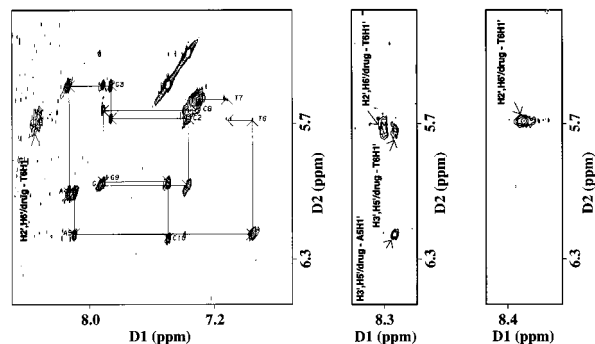 G3
T7
C8
C2
T6
G9
A5
C10
H2',H6'/drug - T6H1'
5.7
6.3
D2 (ppm)
8.0
7.2
D1 (ppm)
H2',H6'/drug - T6H1'
H3',H5'/drug - T6H1'
H3',H5'/drug - A5H1'
5.7
6.3
D2 (ppm)
8.3
D1 (ppm)
H2',H6'/drug - T6H1'
5.7
6.3
D2 (ppm)
8.4
D1 (ppm)